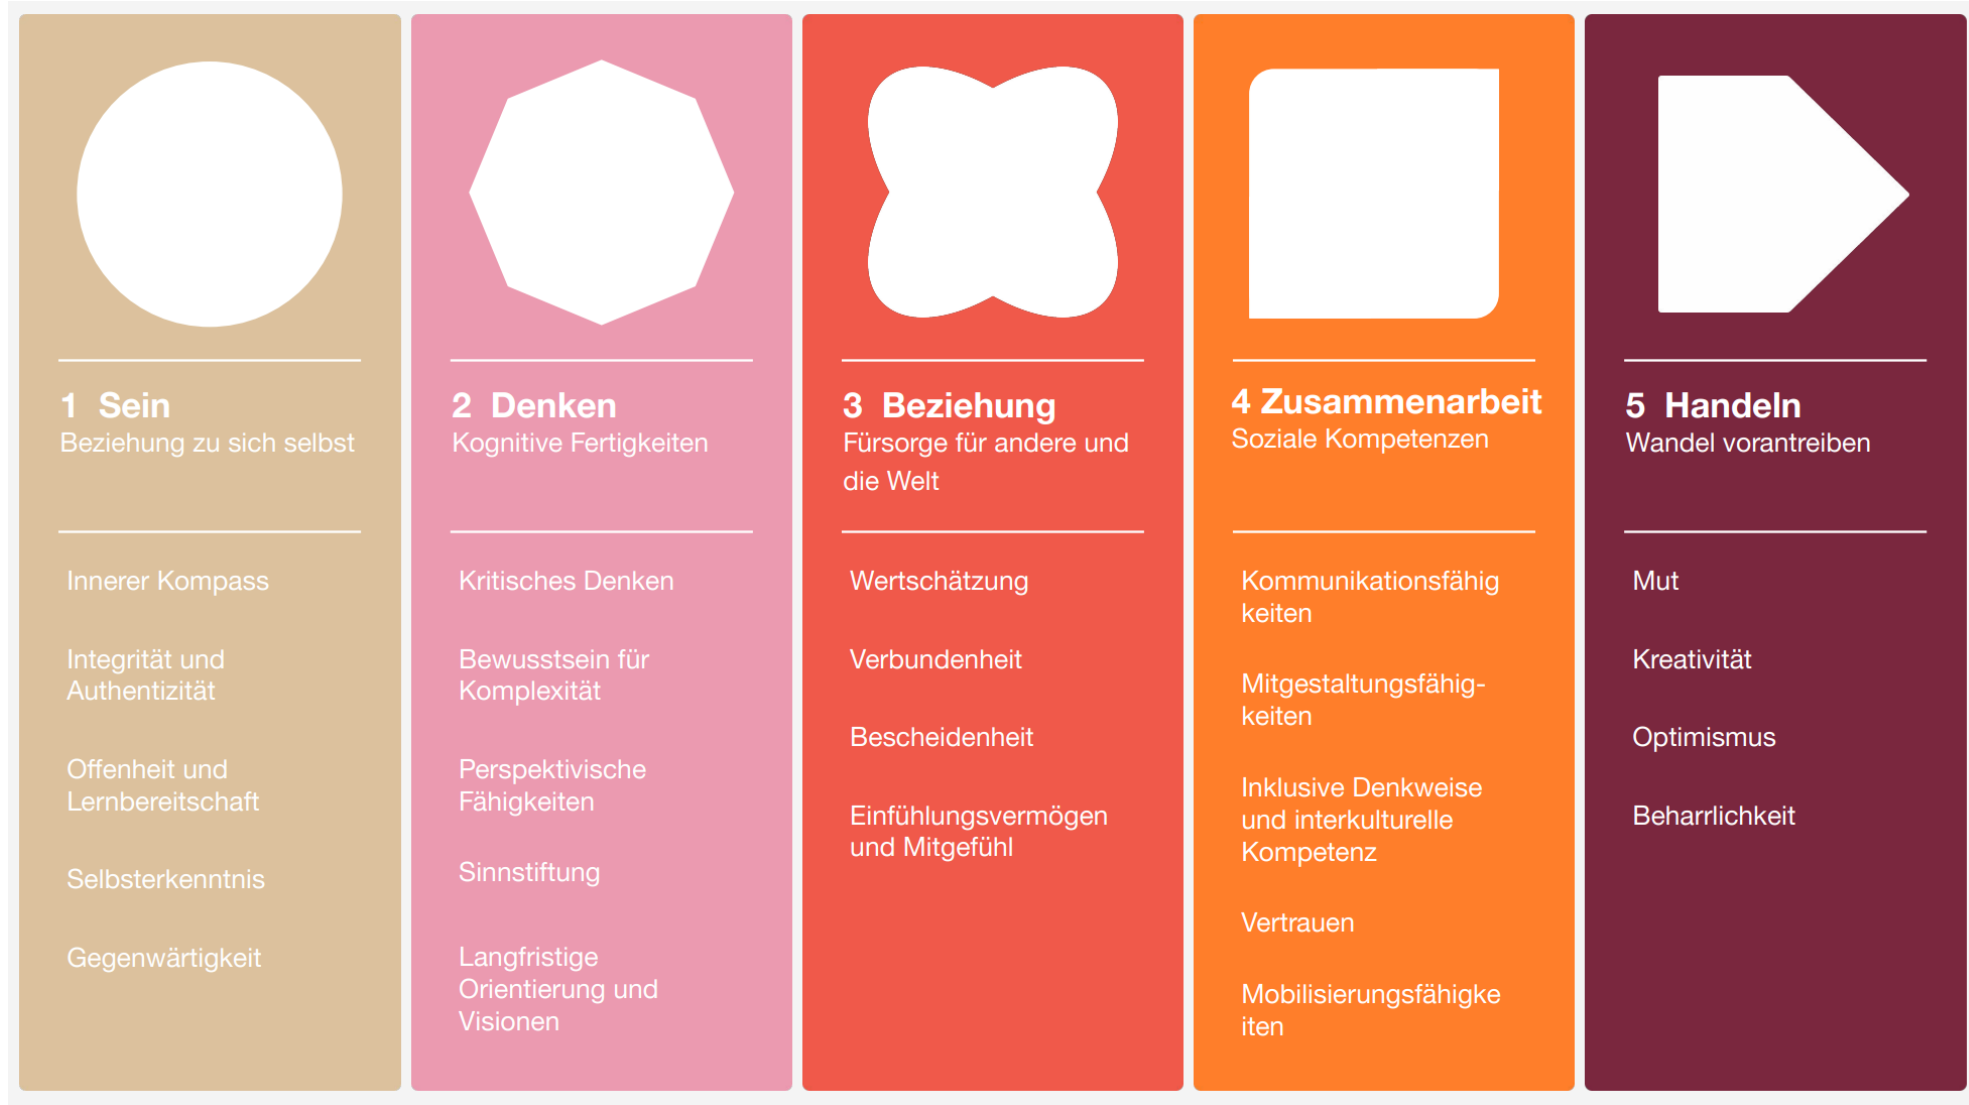 1 Sein
Beziehung zu sich selbst
Innerer Kompass
Integrität und
Authentizität
Offenheit und
Lernbereitschaft
Selbsterkenntnis
Gegenwärtigkeit
2 Denken
Kognitive Fertigkeiten
Kritisches Denken
Bewusstsein für
Komplexität
Perspektivische
Fähigkeiten
Sinnstiftung
Langfristige
Orientierung und
Visionen
3 Beziehung
Fürsorge für andere und
die Welt
Wertschätzung
Verbundenheit
Bescheidenheit
Einfühlungsvermögen
und Mitgefühl
4 Zusammenarbeit
Soziale Kompetenzen
Kommunikationsfähig
keiten
Mitgestaltungsfähig-
keiten
Inklusive Denkweise
und interkulturelle
Kompetenz
Vertrauen
Mobilisierungsfähigke
iten
5 Handeln
Wandel vorantreiben
Mut
Kreativität
Optimismus
Beharrlichkeit